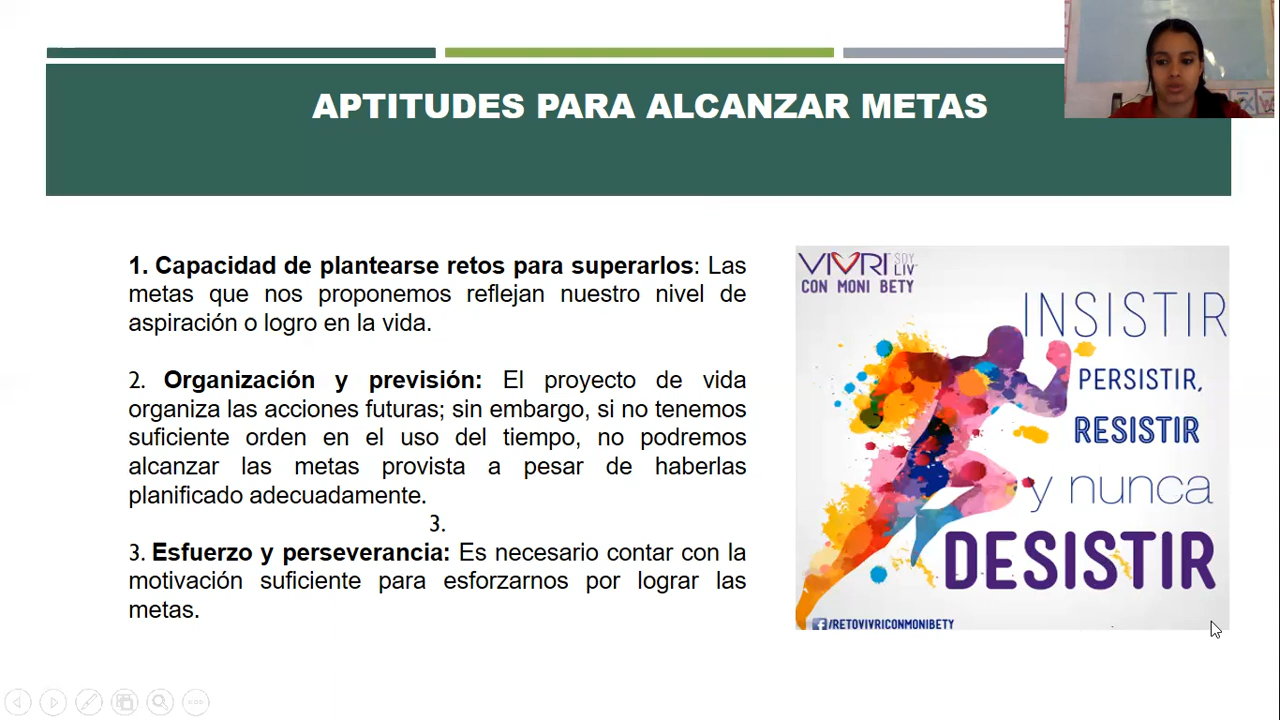 APTITUDES PARA ALCANZAR METAS
1. Capacidad de plantearse retos para superarlos: Las
metas que nos proponemos reflejan nuestro nivel de
aspiración o logro en la vida.
2. Organización y previsión: El proyecto de vida
organiza las acciones futuras; sin embargo, si no tenemos
suficiente orden en el uso del tiempo, no podremos
alcanzar las metas provista a pesar de haberlas
planificado adecuadamente.
3.
3. Esfuerzo y perseverancia: Es necesario contar con la
motivación suficiente para esforzarnos por lograr las
metas.
VIVRI SOY LIV
CON MONI BETY
INSISTIR
PERSISTIR,
RESISTIR
y nunca
DESISTIR
f/RETOVIVRICONMONIBETY